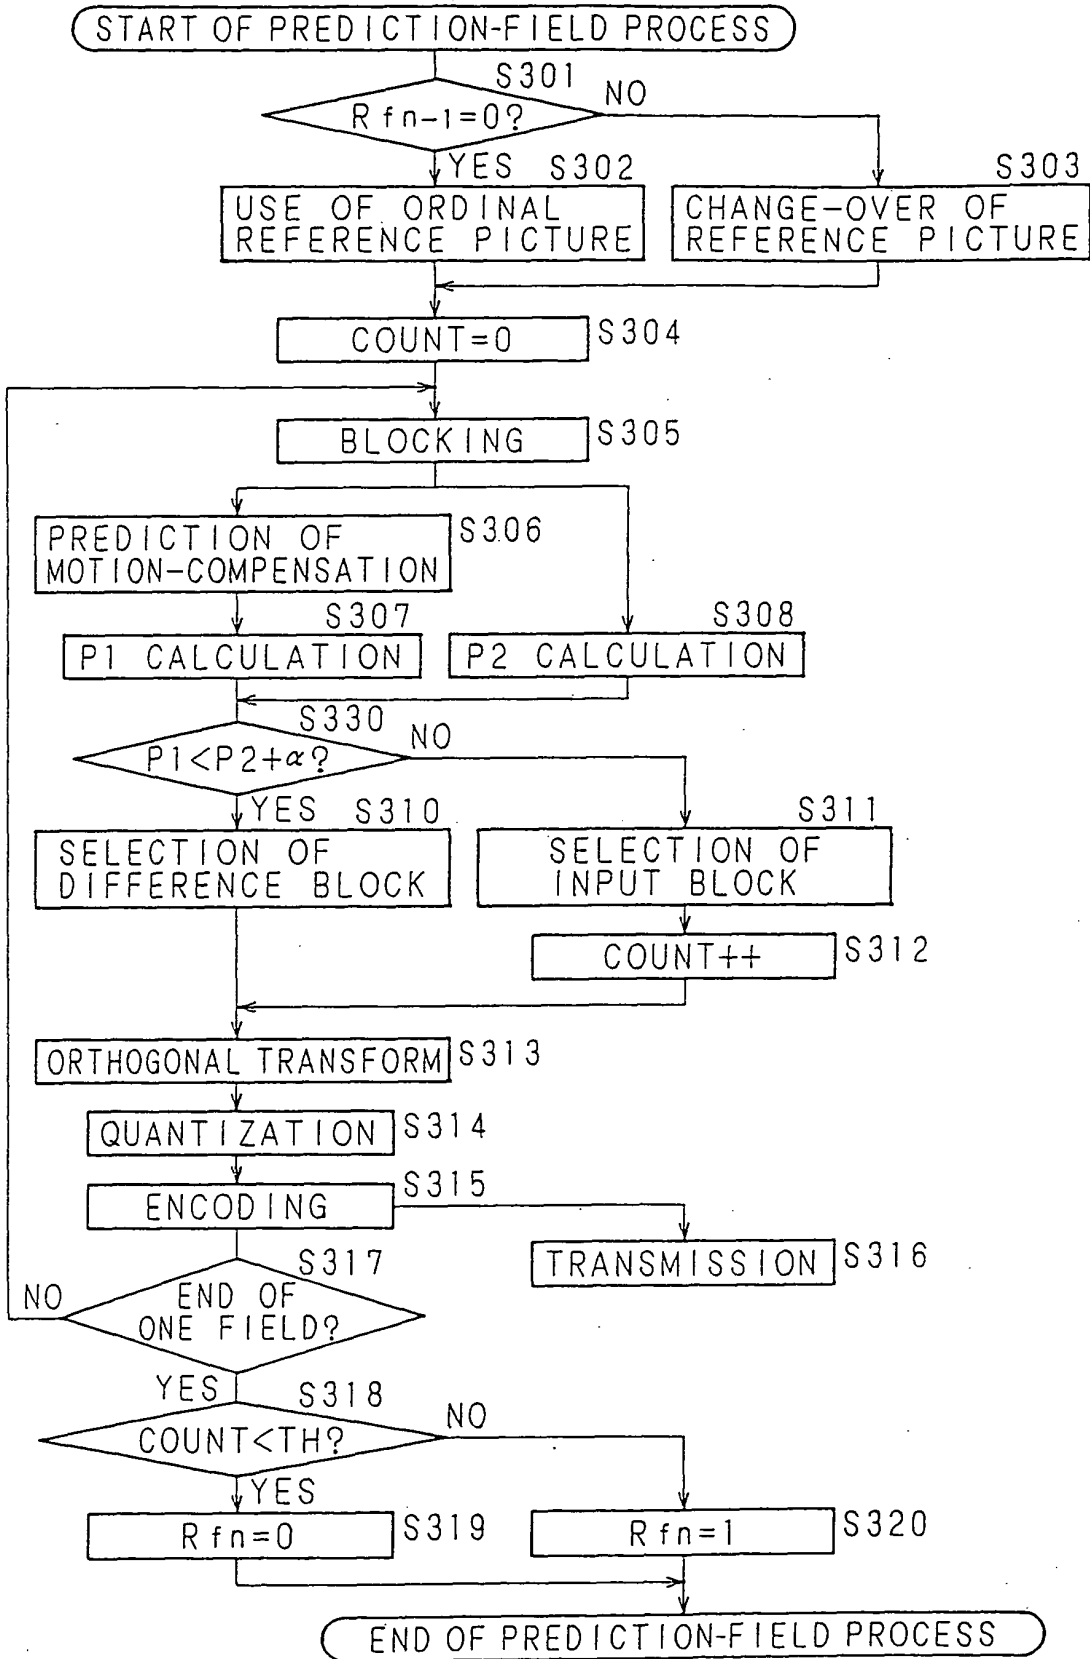 START OF PREDICTION-FIELD PROCESS
S301
Rfn-1=0?
NO
YES
S302
S303
USE OF ORDINAL
REFERENCE PICTURE
CHANGE-OVER OF
REFERENCE PICTURE
COUNT=0
S304
BLOCKING
S305
PREDICTION OF
MOTION-COMPENSATION
S306
S307
S308
P1 CALCULATION
P2 CALCULATION
S330
P1<P2+α?
NO
YES
S310
S311
SELECTION OF
DIFFERENCE BLOCK
SELECTION OF
INPUT BLOCK
COUNT++
S312
ORTHOGONAL TRANSFORM
S313
QUANTIZATION
S314
ENCODING
S315
TRANSMISSION
S316
S317
NO
END OF
ONE FIELD?
YES
S318
COUNT<TH?
NO
YES
Rfn=0
S319
Rfn=1
S320
END OF PREDICTION-FIELD PROCESS